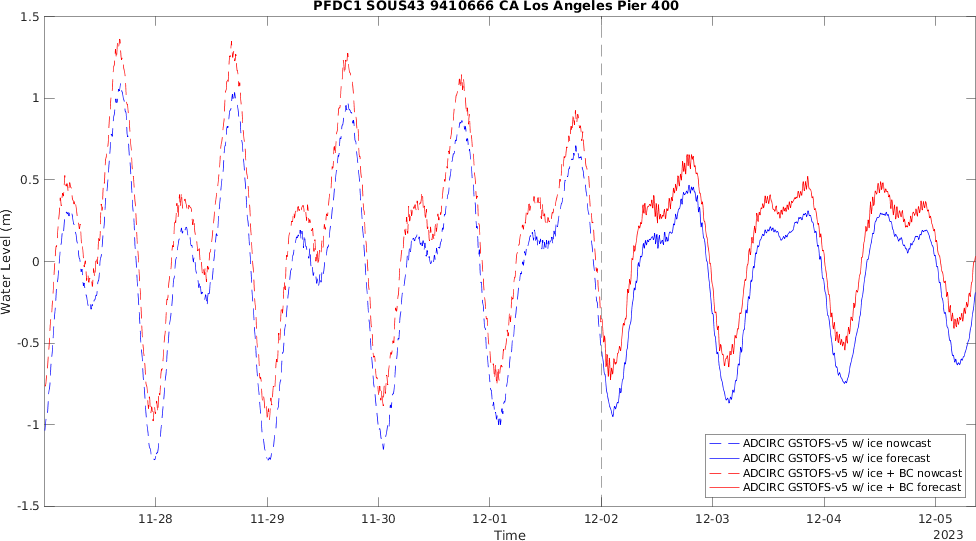 PFDC1 SOUS43 9410666 CA Los Angeles Pier 400
1.5
1
0.5
0
-0.5
-1
-1.5
Water Level (m)
ADCIRC GSTOFS-v5 w/ ice nowcast
ADCIRC GSTOFS-v5 w/ ice forecast
ADCIRC GSTOFS-v5 w/ ice + BC nowcast
ADCIRC GSTOFS-v5 w/ ice + BC forecast
11-28 11-29 11-30 12-01 12-02 12-03 12-04 12-05
Time
2023